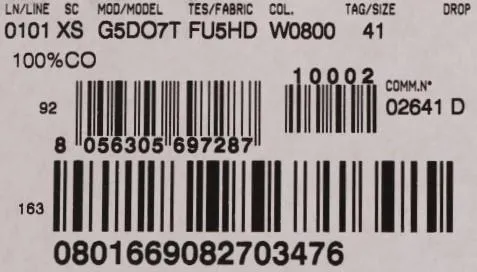 LN/LINE SC MOD/MODEL TES/FABRIC COL. TAG/SIZE DROP
0101 XS G5DO7T FU5HD W0800 41
100%CO
10002
COMM.N°
92
02641 D
8 056305 697287
163
0801669082703476